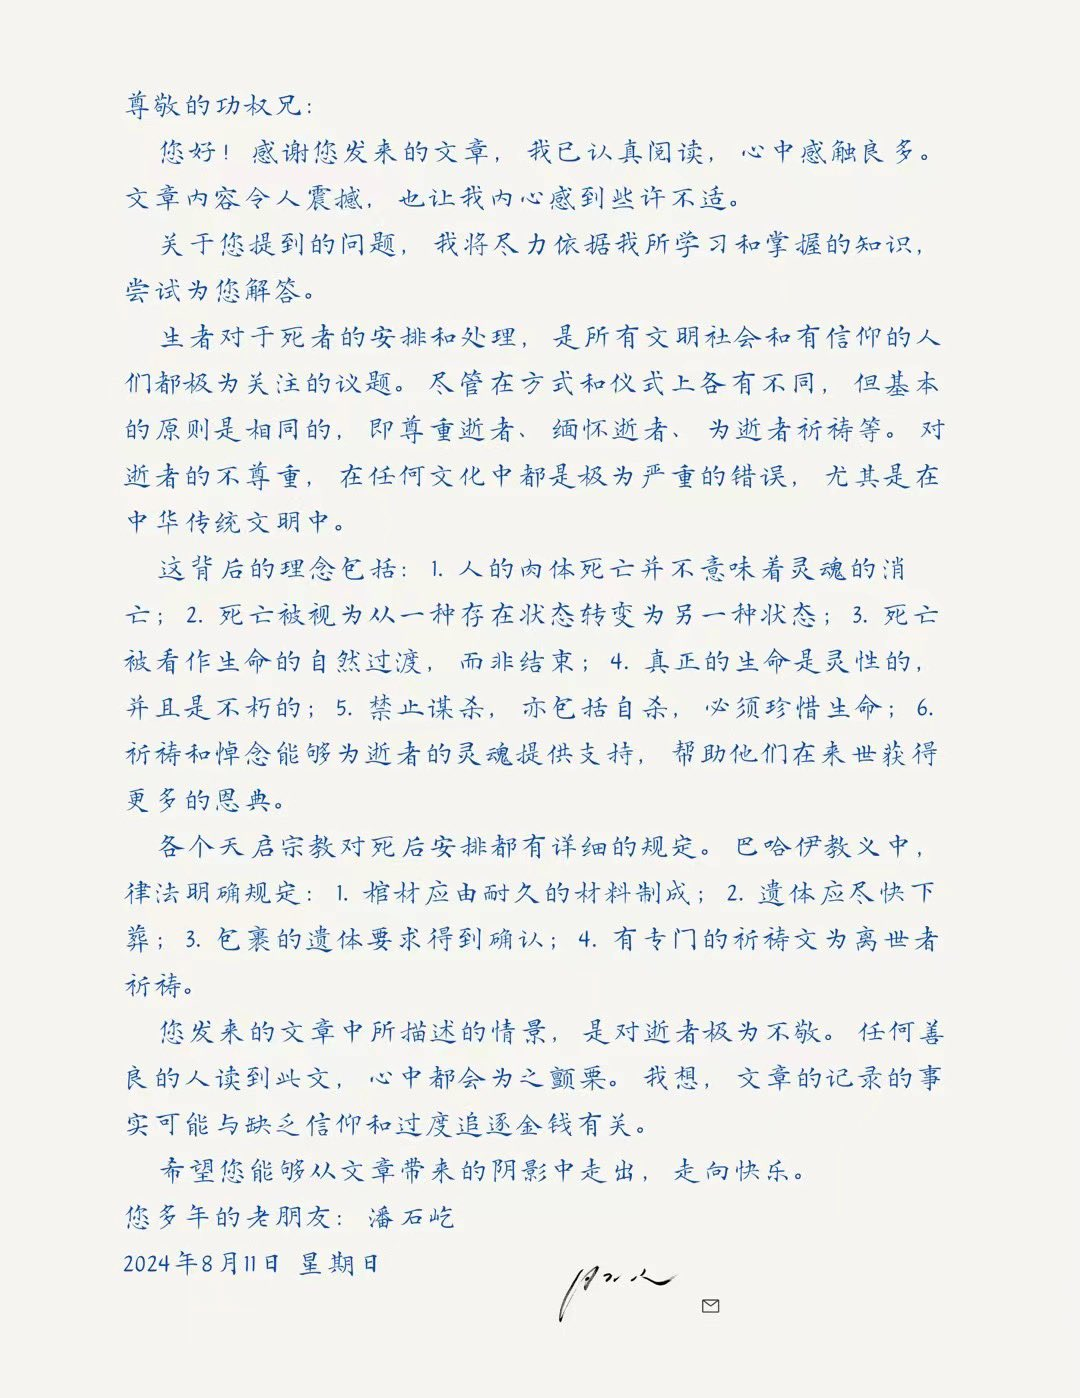 尊敬的功权兄：
您好！感谢您发来的文章，我已认真阅读，心中感触良多。
文章内容令人震撼，也让我内心感到些许不适。
关于您提到的问题，我将尽力依据我所学习和掌握的知识，
尝试为您解答。
生者对于死者的安排和处理，是所有文明社会和有信仰的人
们都极为关注的议题。尽管在方式和仪式上各有不同，但基本
的原则是相同的，即尊重逝者、缅怀逝者、为逝者祈祷等。对
逝者的不尊重，在任何文化中都是极为严重的错误，尤其是在
中华传统文明中。
这背后的理念包括：1. 人的肉体死亡并不意味着灵魂的消
亡；2. 死亡被视为从一种存在状态转变为另一种状态；3. 死亡
被看作生命的自然过渡，而非结束；4. 真正的生命是灵性的，
并且是不朽的；5. 禁止谋杀，亦包括自杀，必须珍惜生命；6.
祈祷和悼念能够为逝者的灵魂提供支持，帮助他们在来世获得
更多的恩典。
各个天启宗教对死后安排都有详细的规定。巴哈伊教义中，
律法明确规定：1. 棺材应由耐久的材料制成；2. 遗体应尽快下
葬；3. 包裹的遗体要求得到确认；4. 有专门的祈祷文为离世者
祈祷。
您发来的文章中所描述的情景，是对逝者极为不敬。任何善
良的人读到此文，心中都会为之颤栗。我想，文章的记录的事
实可能与缺乏信仰和过度追逐金钱有关。
希望您能够从文章带来的阴影中走出，走向快乐。
您多年的老朋友：潘石屹
2024年8月11日 星期日